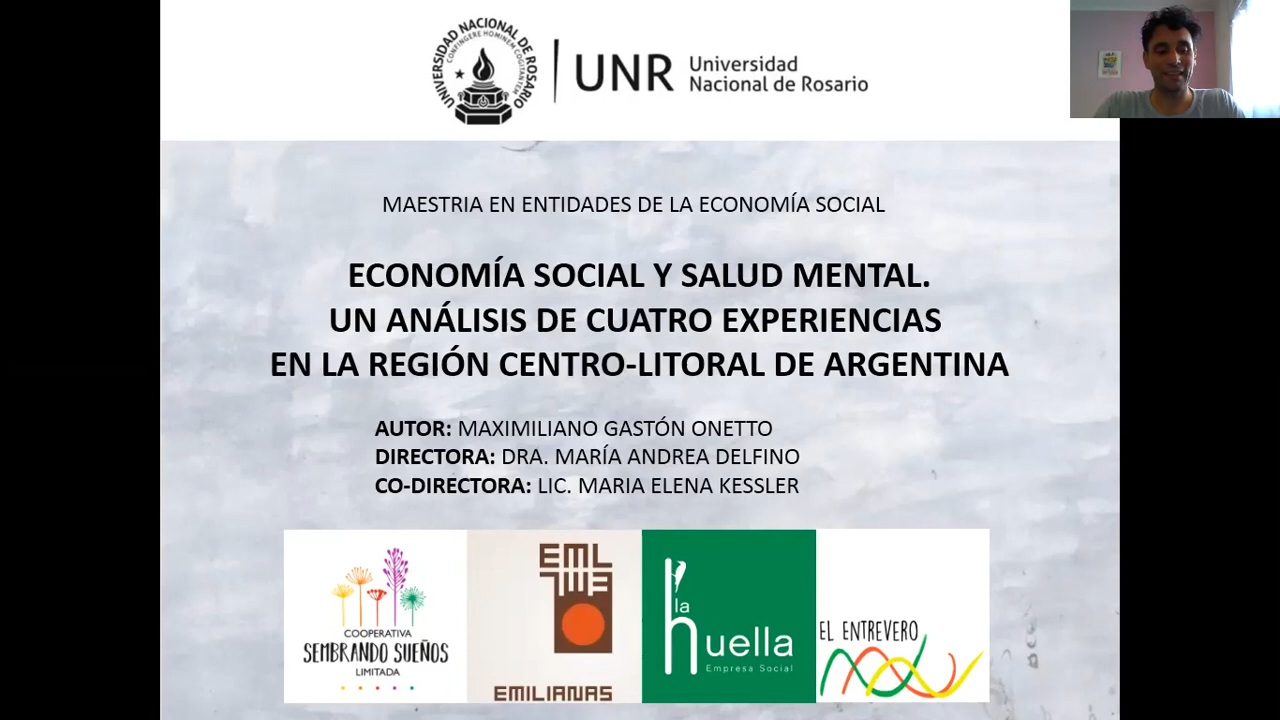 UNIVERSIDAD NACIONAL DE ROSARIO
CONFINGERE HOMINEM COGITANTEM
UNR
Universidad
Nacional de Rosario
MAESTRIA EN ENTIDADES DE LA ECONOMÍA SOCIAL
ECONOMÍA SOCIAL Y SALUD MENTAL.
UN ANÁLISIS DE CUATRO EXPERIENCIAS
EN LA REGIÓN CENTRO-LITORAL DE ARGENTINA
AUTOR: MAXIMILIANO GASTÓN ONETTO
DIRECTORA: DRA. MARÍA ANDREA DELFINO
CO-DIRECTORA: LIC. MARIA ELENA KESSLER
COOPERATIVA
SEMBRANDO SUEÑOS
LIMITADA
EML
EMILIANAS
la
huella
Empresa Social
EL ENTREVERO